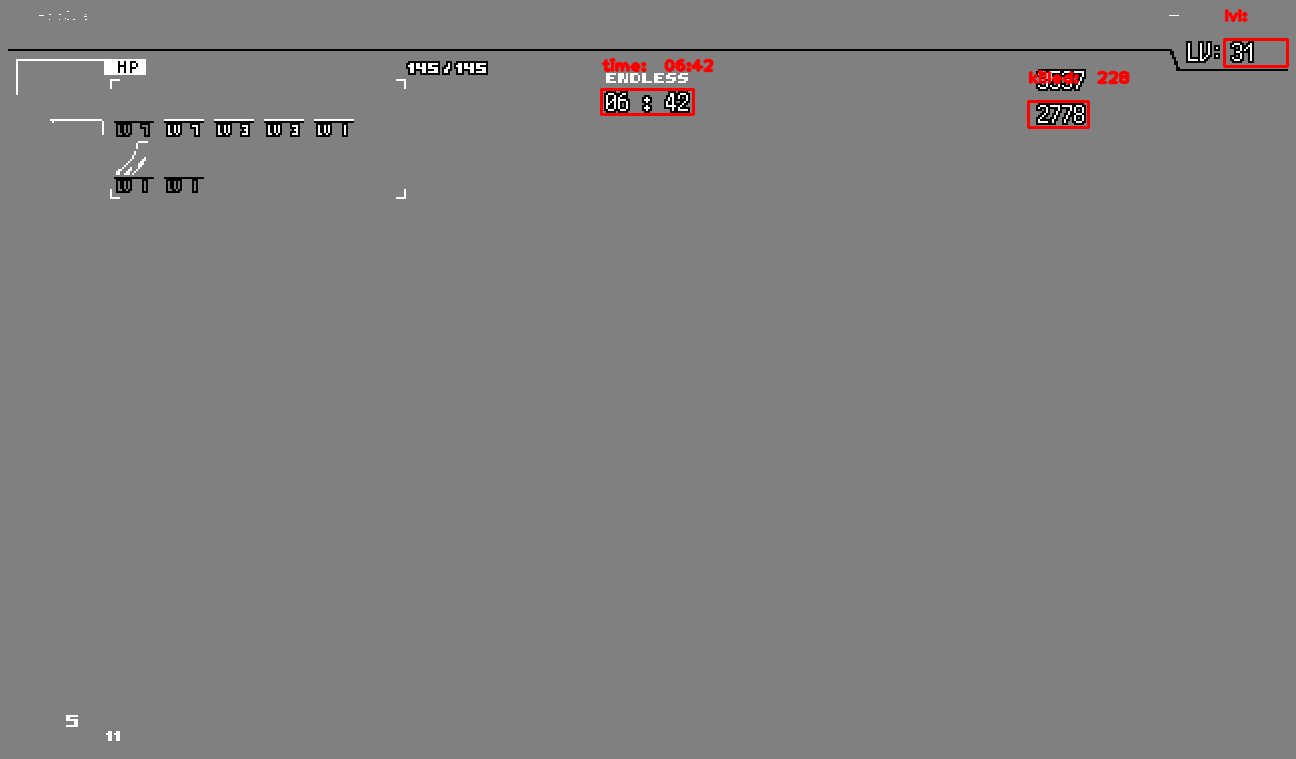 lvl:
LV: 31
HP 145/145
time: 06:42
ENDLESS
killed: 228
06 : 42
2778
LV 7 LV 7 LV 3 LV 3 LV 1
LV 1 LV 1
5
11